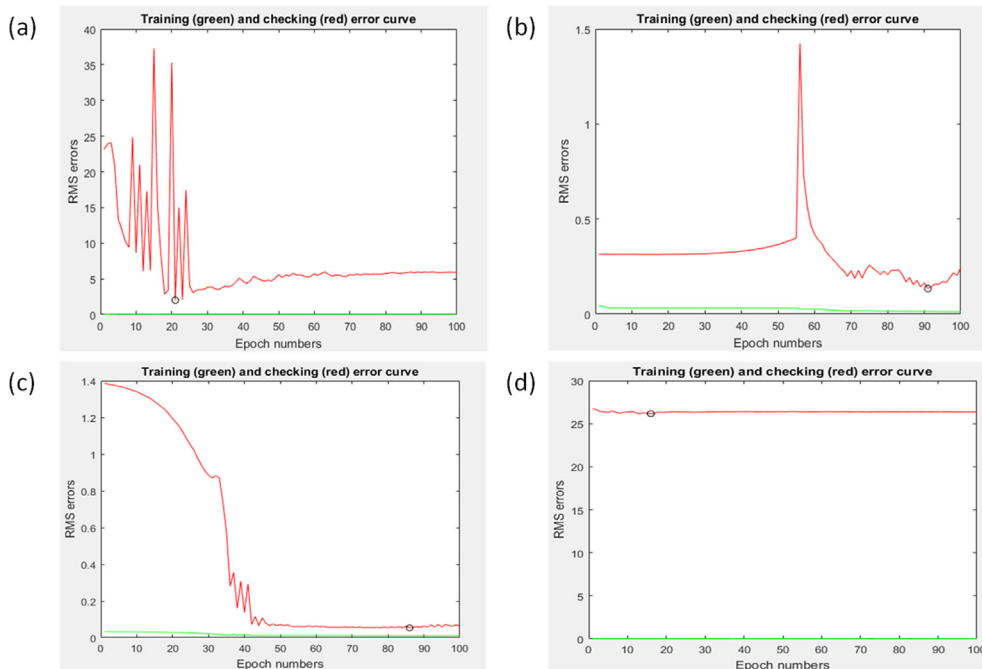 (a)
Training (green) and checking (red) error curve
RMS errors
40
35
30
25
20
15
10
5
0
0 10 20 30 40 50 60 70 80 90 100
Epoch numbers
(b)
Training (green) and checking (red) error curve
RMS errors
1.5
1
0.5
0
0 10 20 30 40 50 60 70 80 90 100
Epoch numbers
(c)
Training (green) and checking (red) error curve
RMS errors
1.4
1.2
1
0.8
0.6
0.4
0.2
0
0 10 20 30 40 50 60 70 80 90 100
Epoch numbers
(d)
Training (green) and checking (red) error curve
RMS errors
30
25
20
15
10
5
0
0 10 20 30 40 50 60 70 80 90 100
Epoch numbers